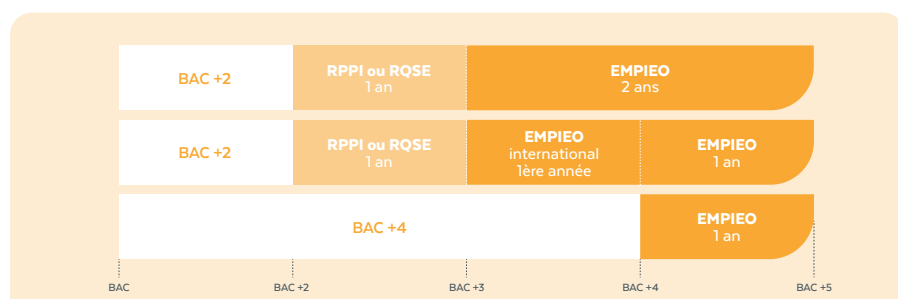 BAC +2
RPPI ou RQSE
1 an
EMPIEO
2 ans
BAC +2
RPPI ou RQSE
1 an
EMPIEO
international
1ère année
EMPIEO
1 an
BAC +4
EMPIEO
1 an
BAC
BAC +2
BAC +3
BAC +4
BAC +5